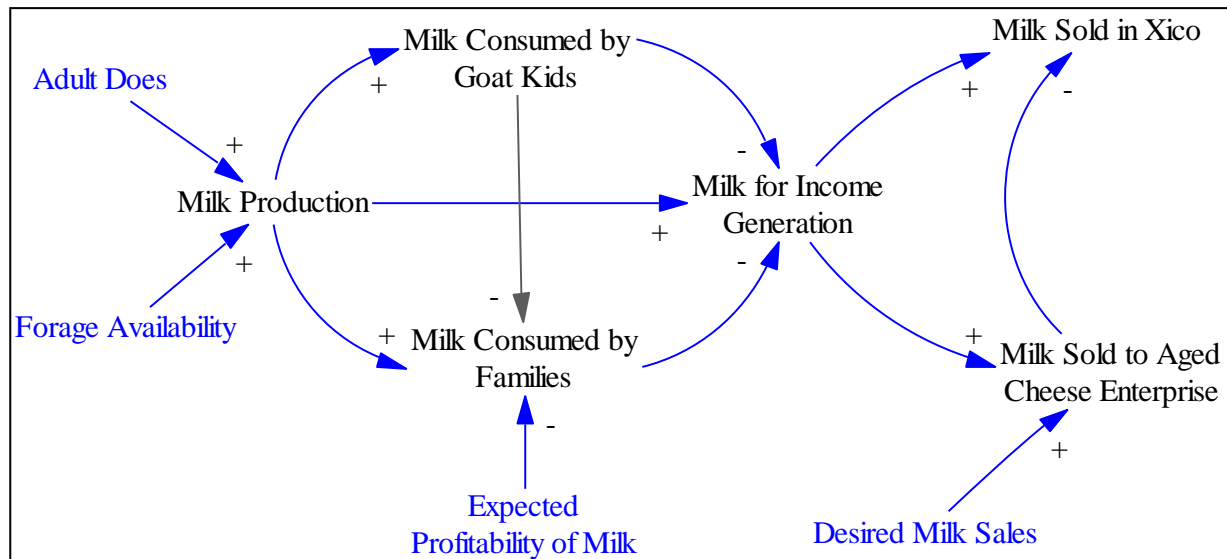 Milk Consumed by
Goat Kids
Milk Sold in Xico
Adult Does
+
+
-
+
-
Milk Production
+
Milk for Income
Generation
+
-
Forage Availability
-
+
Milk Consumed by
Families
+
Milk Sold to Aged
Cheese Enterprise
-
+
Expected
Profitability of Milk
Desired Milk Sales